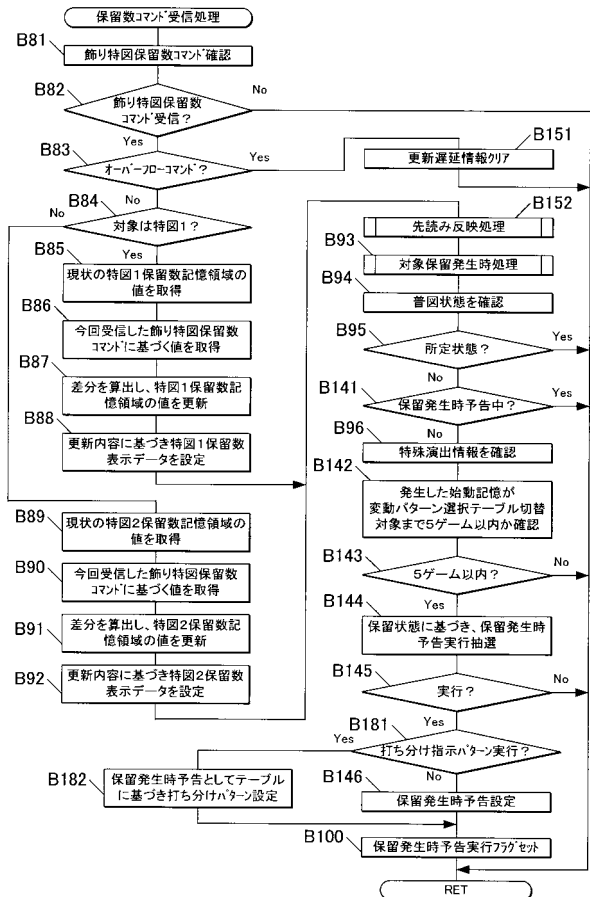 保留数コマンド受信処理
B81
飾り特図保留数コマンド確認
B82
飾り特図保留数
コマンド受信？
No
Yes
B83
オーバーフローコマンド？
Yes
No
B151
更新遅延情報クリア
B84
対象は特図1？
No
Yes
B85
現状の特図1保留数記憶領域の
値を取得
B86
今回受信した飾り特図保留数
コマンドに基づく値を取得
B87
差分を算出し、特図1保留数記
憶領域の値を更新
B88
更新内容に基づき特図1保留数
表示データを設定
B89
現状の特図2保留数記憶領域の
値を取得
B90
今回受信した飾り特図保留数
コマンドに基づく値を取得
B91
差分を算出し、特図2保留数記
憶領域の値を更新
B92
更新内容に基づき特図2保留数
表示データを設定
B152
先読み反映処理
B93
対象保留発生時処理
B94
普図状態を確認
B95
所定状態？
Yes
No
B141
保留発生時予告中？
Yes
No
B96
特殊演出情報を確認
B142
発生した始動記憶が
変動パターン選択テーブル切替
対象まで5ゲーム以内か確認
B143
5ゲーム以内？
No
Yes
B144
保留状態に基づき、保留発生時
予告実行抽選
B145
実行？
No
Yes
B181
打ち分け指示パターン実行？
Yes
No
B182
保留発生時予告としてテーブル
に基づき打ち分けパターン設定
B146
保留発生時予告設定
B100
保留発生時予告実行フラグセット
RET